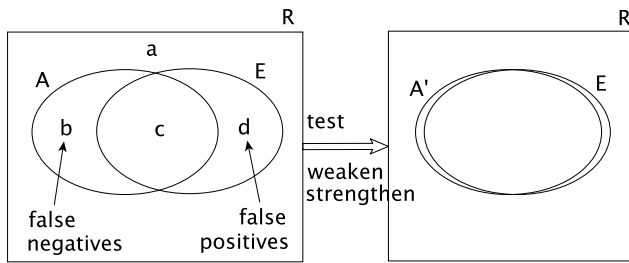 R
a
A
E
b
c
d
false
negatives
false
positives
test
weaken
strengthen
R
A'
E